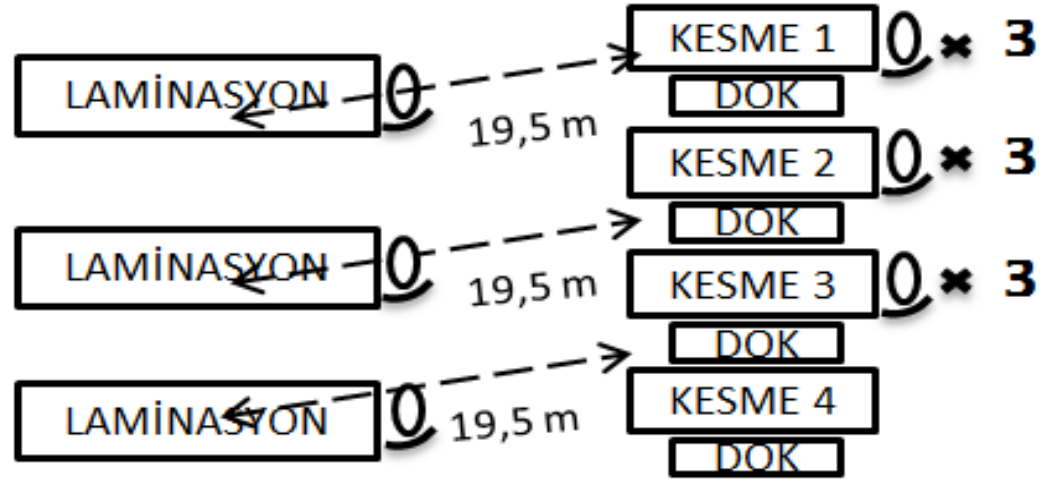 KESME 1 × 3
LAMİNASYON
DOK
19,5 m
KESME 2 × 3
DOK
LAMİNASYON
19,5 m
KESME 3 × 3
DOK
LAMİNASYON
19,5 m
KESME 4
DOK